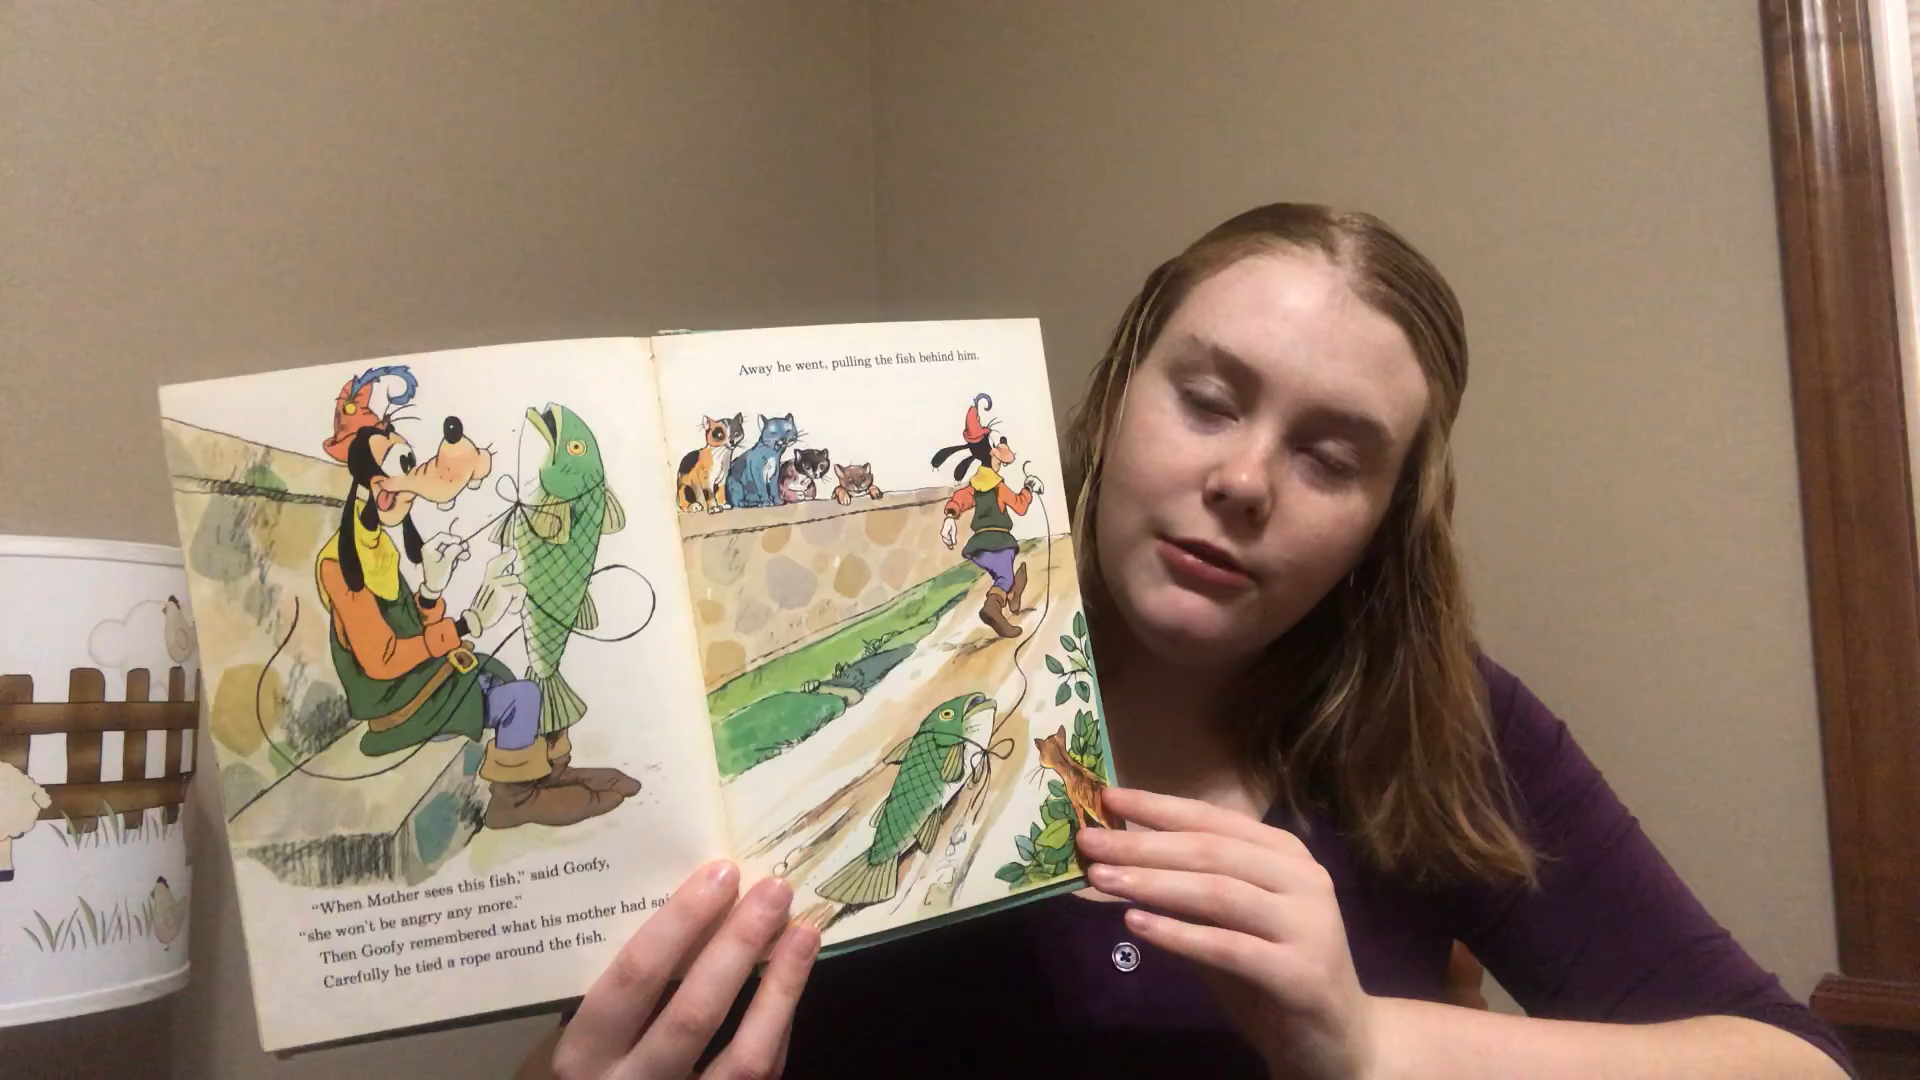 "When Mother sees this fish," said Goofy,
"she won't be angry any more."
Then Goofy remembered what his mother had
Carefully he tied a rope around the fish.
Away he went, pulling the fish behind him.